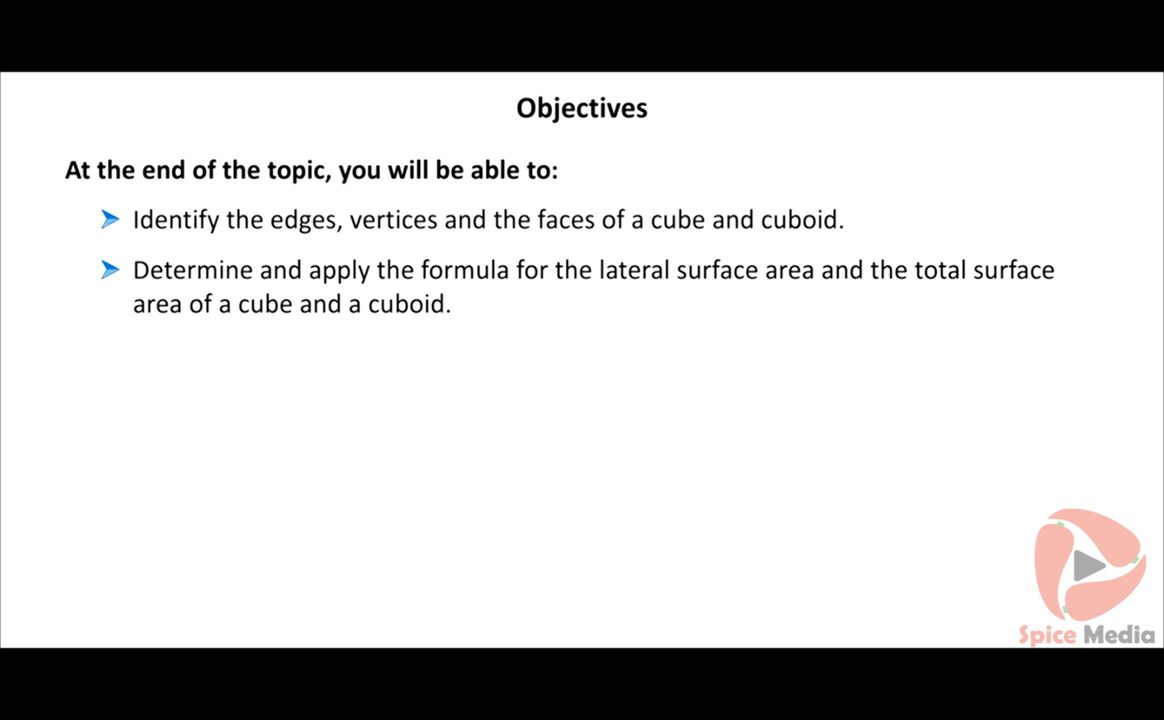 Objectives
At the end of the topic, you will be able to:
Identify the edges, vertices and the faces of a cube and cuboid.
Determine and apply the formula for the lateral surface area and the total surface
area of a cube and a cuboid.
Spice Media